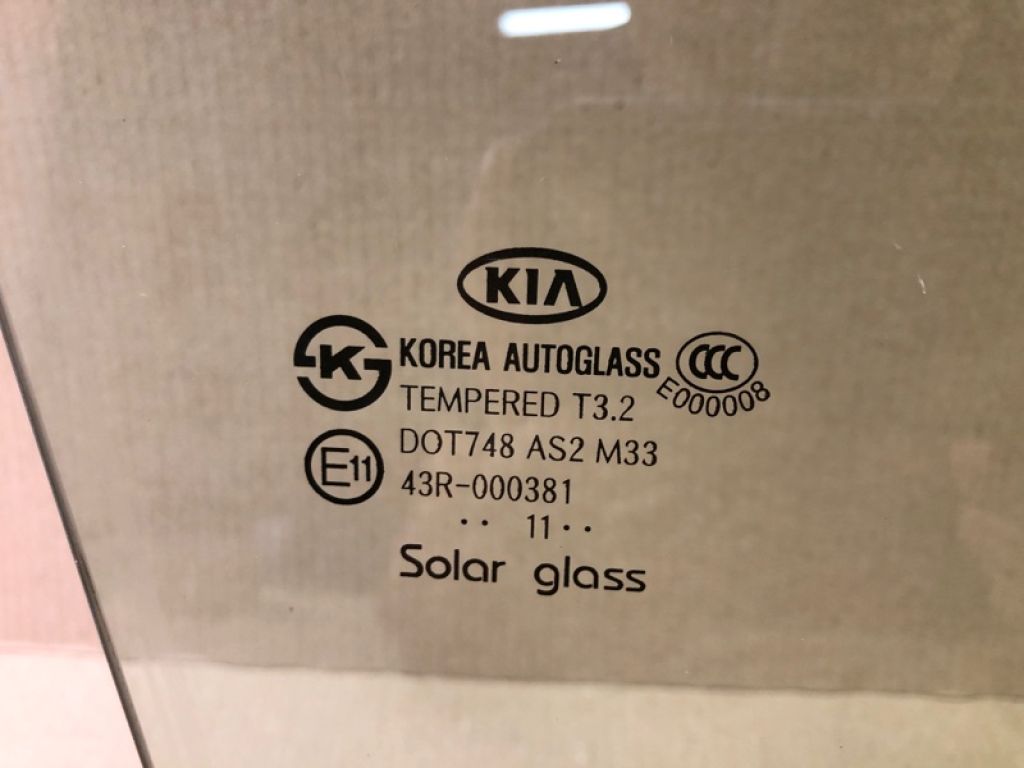 KIA
K KOREA AUTOGLASS CCC
TEMPERED T3.2 E000008
DOT748 AS2 M33
E11 43R-000381
·· 11 ··
Solar glass